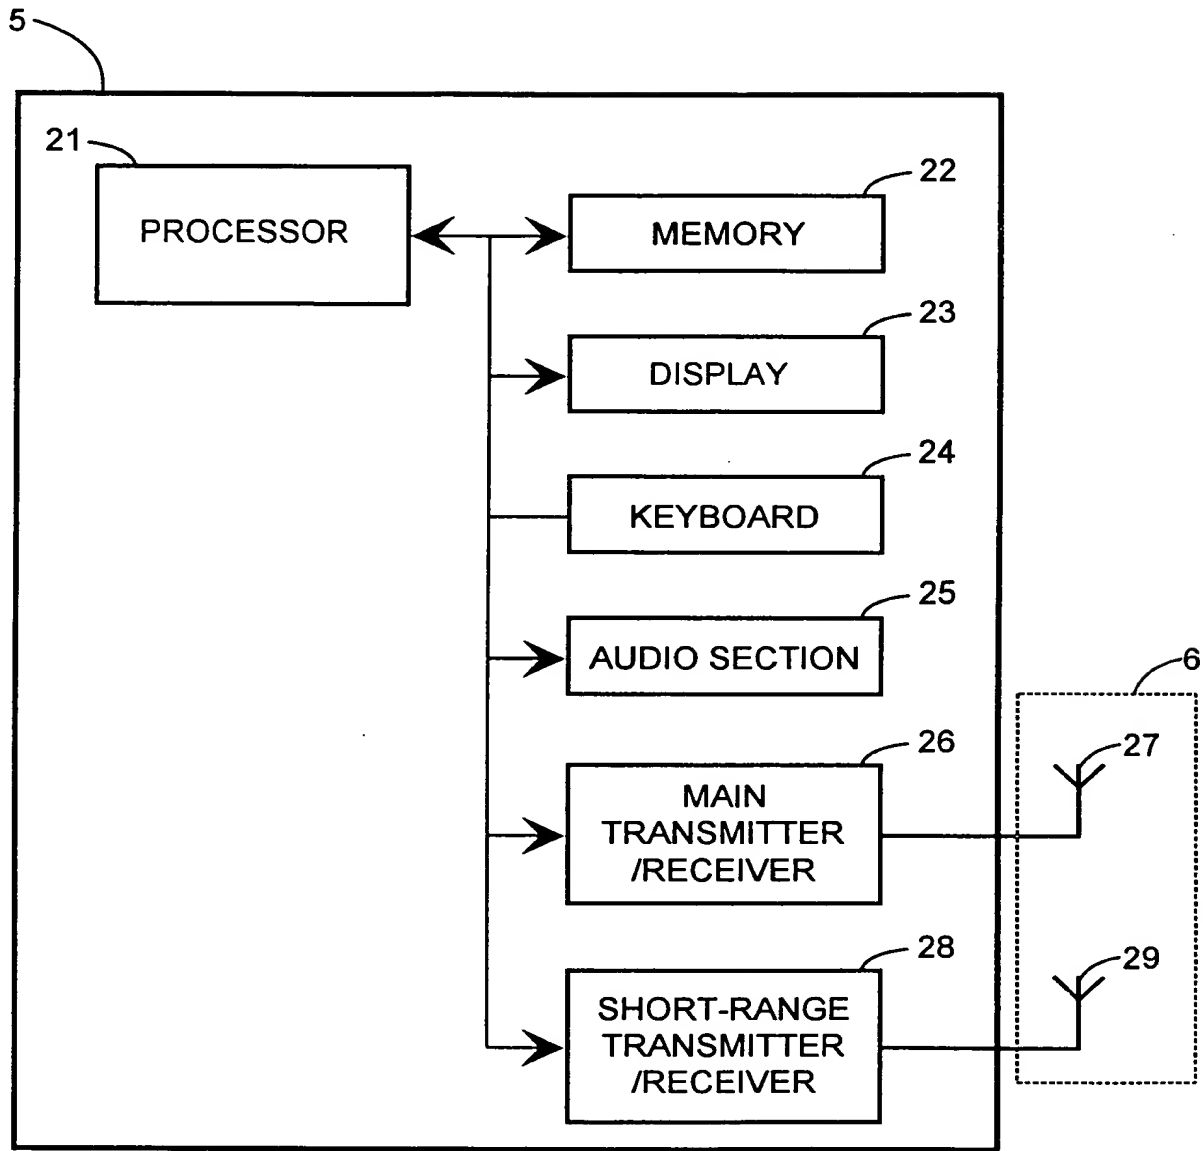 5
21
PROCESSOR
22
MEMORY
23
DISPLAY
24
KEYBOARD
25
AUDIO SECTION
6
26
MAIN
TRANSMITTER
/RECEIVER
27
28
SHORT-RANGE
TRANSMITTER
/RECEIVER
29